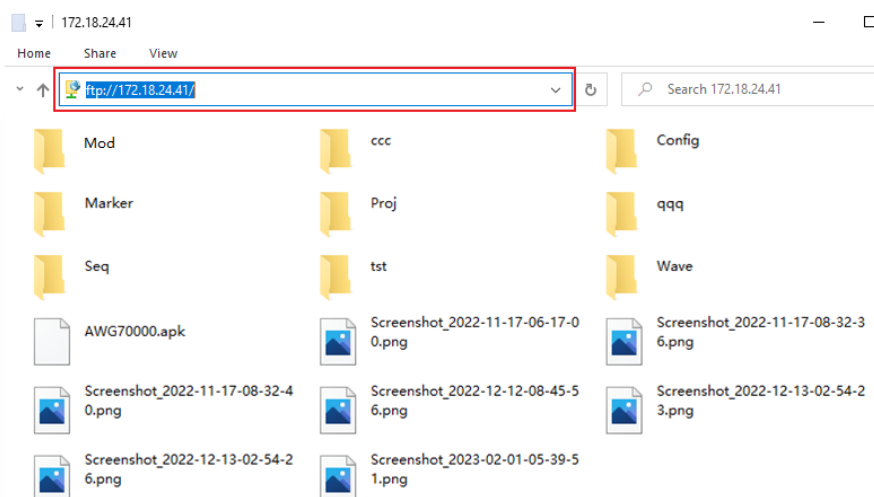 172.18.24.41
Home Share View
ftp://172.18.24.41/
Search 172.18.24.41
Mod ccc Config
Marker Proj qqq
Seq tst Wave
AWG70000.apk
Screenshot_2022-11-17-06-17-0
0.png
Screenshot_2022-11-17-08-32-3
6.png
Screenshot_2022-11-17-08-32-4
0.png
Screenshot_2022-12-12-08-45-5
6.png
Screenshot_2022-12-13-02-54-2
3.png
Screenshot_2022-12-13-02-54-2
6.png
Screenshot_2023-02-01-05-39-5
1.png